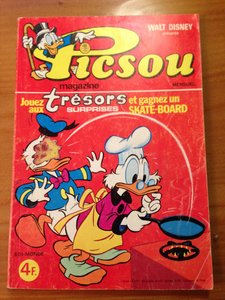 WALT DISNEY
présente
Picsou
magazine
MENSUEL
Jouez aux trésors SURPRISES et gagnez un SKATE-BOARD
4F.